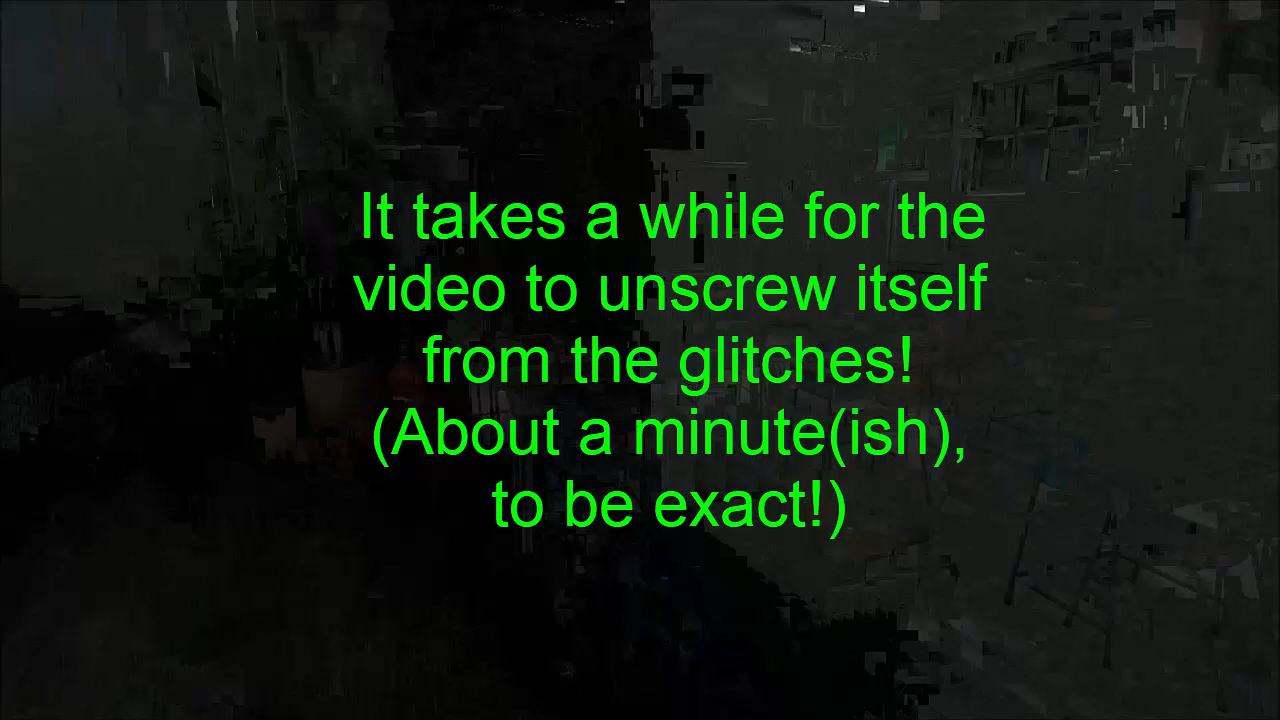 It takes a while for the
video to unscrew itself
from the glitches!
(About a minute(ish),
to be exact!)